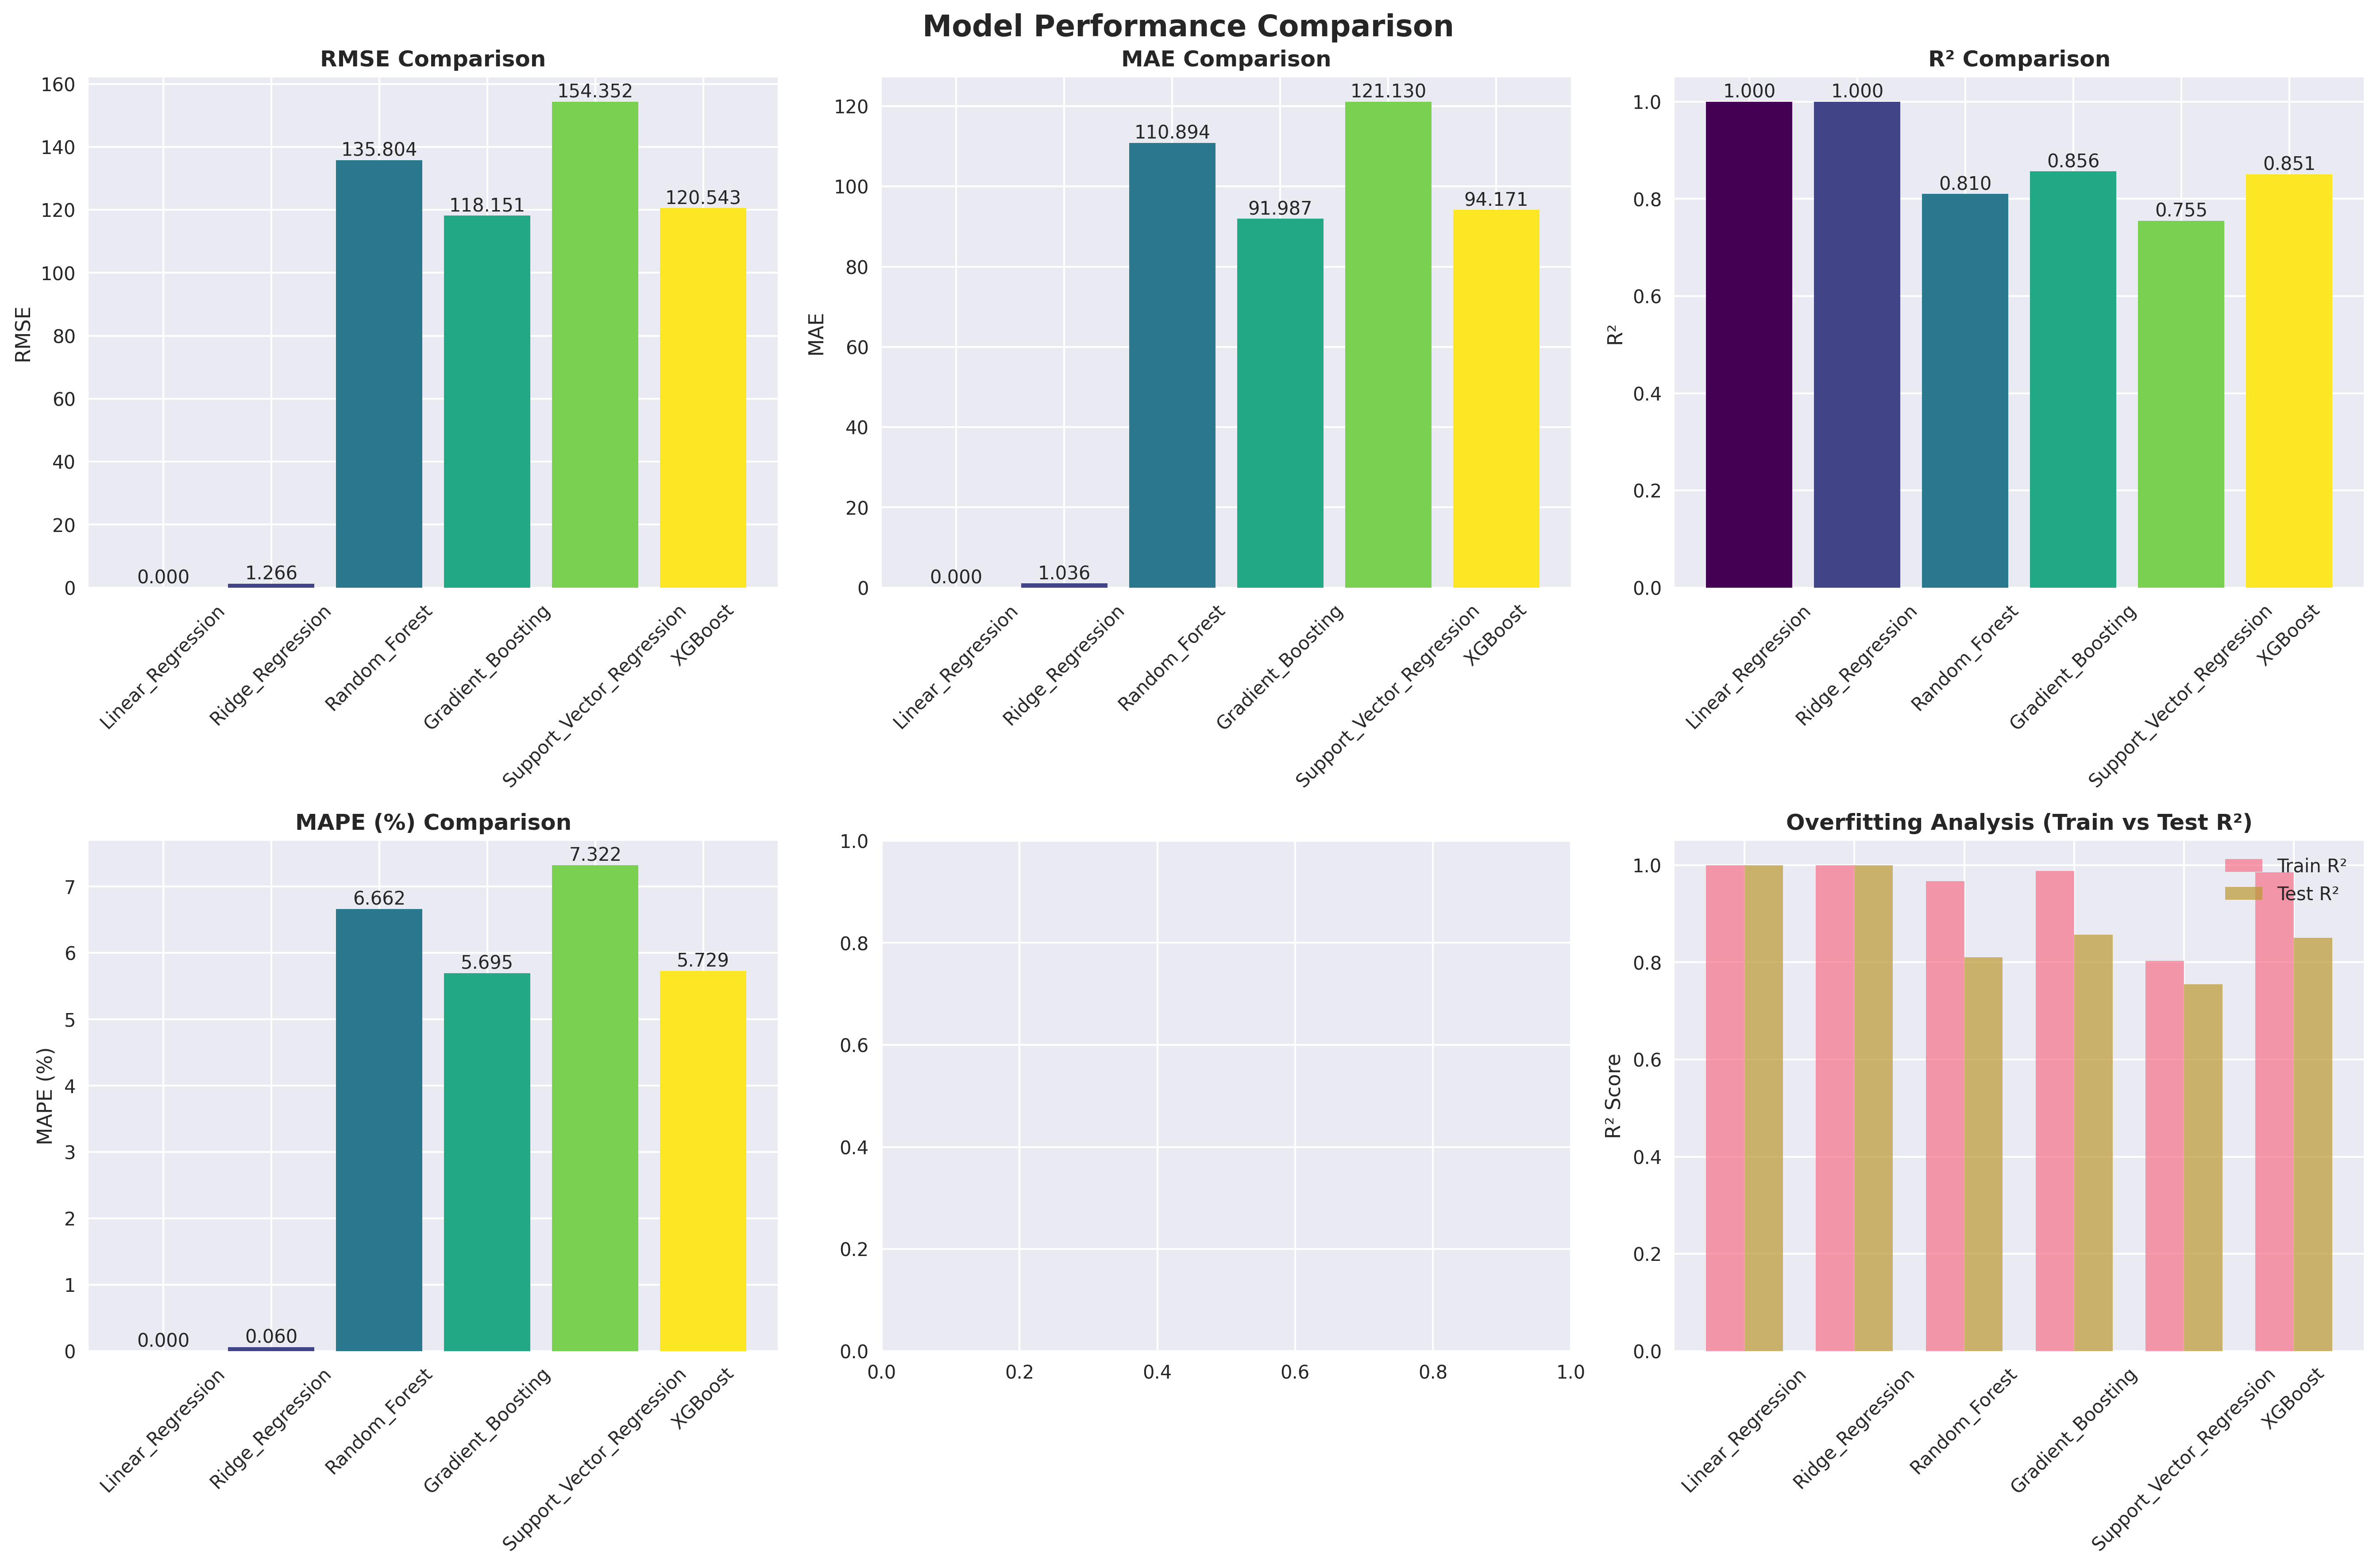 Model Performance Comparison
RMSE Comparison
RMSE
160
140
120
100
80
60
40
20
0
0.000
1.266
135.804
118.151
154.352
120.543
Linear_Regression
Ridge_Regression
Random_Forest
Gradient_Boosting
Support_Vector_Regression
XGBoost
MAE Comparison
MAE
120
100
80
60
40
20
0
0.000
1.036
110.894
91.987
121.130
94.171
Linear_Regression
Ridge_Regression
Random_Forest
Gradient_Boosting
Support_Vector_Regression
XGBoost
R² Comparison
R²
1.0
0.8
0.6
0.4
0.2
0.0
1.000
1.000
0.810
0.856
0.755
0.851
Linear_Regression
Ridge_Regression
Random_Forest
Gradient_Boosting
Support_Vector_Regression
XGBoost
MAPE (%) Comparison
MAPE (%)
7
6
5
4
3
2
1
0
0.000
0.060
6.662
5.695
7.322
5.729
Linear_Regression
Ridge_Regression
Random_Forest
Gradient_Boosting
Support_Vector_Regression
XGBoost
1.0
0.8
0.6
0.4
0.2
0.0
0.0 0.2 0.4 0.6 0.8 1.0
Overfitting Analysis (Train vs Test R²)
R² Score
1.0
0.8
0.6
0.4
0.2
0.0
Train R²
Test R²
Linear_Regression
Ridge_Regression
Random_Forest
Gradient_Boosting
Support_Vector_Regression
XGBoost